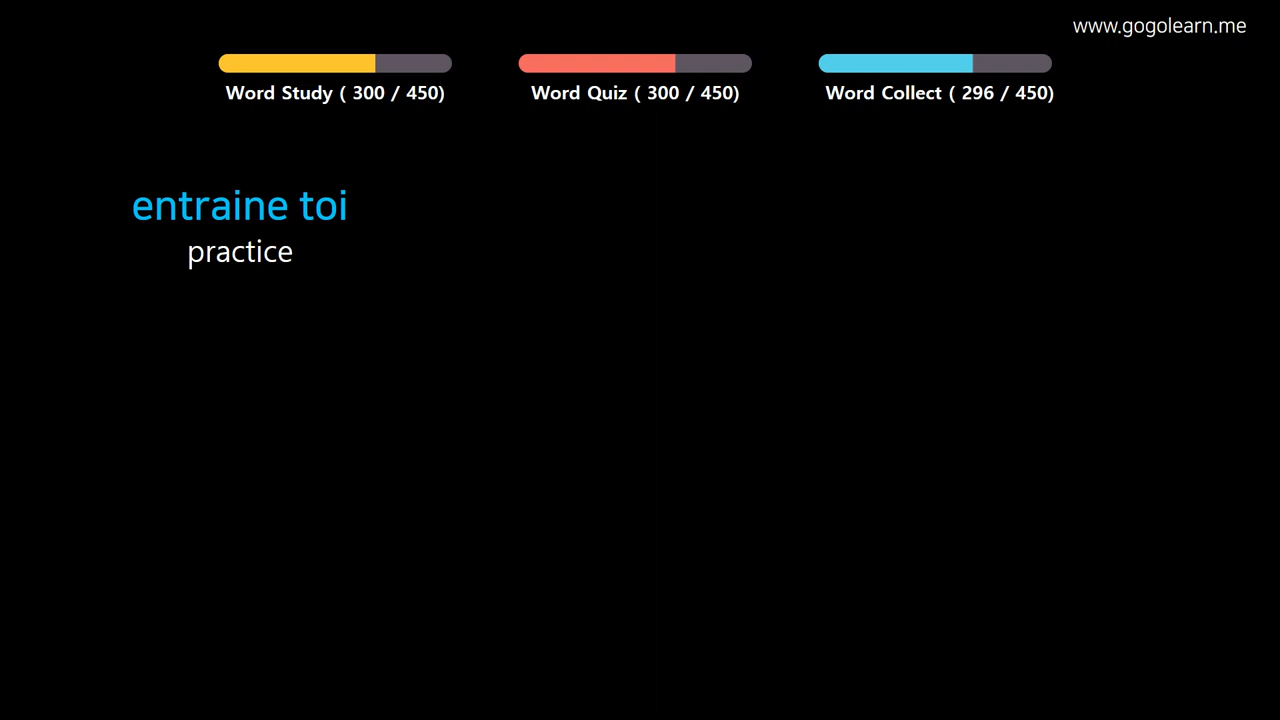 www.gogolearn.me
Word Study ( 300 / 450)
Word Quiz ( 300 / 450)
Word Collect ( 296 / 450)
entraine toi
practice